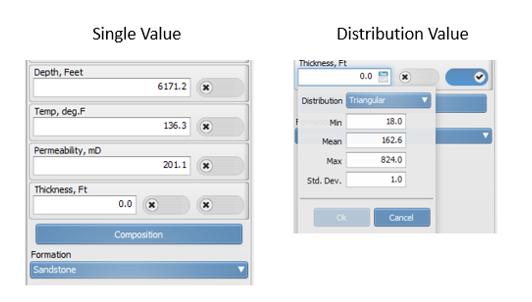 Single Value
Distribution Value
Depth, Feet
6171.2
Temp, deg.F
136.3
Permeability, mD
201.1
Thickness, Ft
0.0
Composition
Formation
Sandstone
Thickness, Ft
0.0
Distribution Triangular
Min 18.0
Mean 162.6
Max 824.0
Std. Dev. 1.0
Ok Cancel